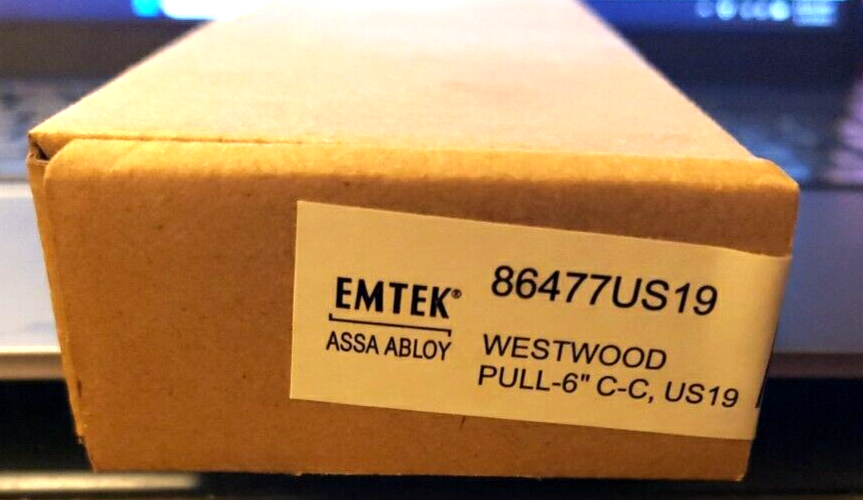 EMTEK®
ASSA ABLOY
86477US19
WESTWOOD
PULL-6" C-C, US19